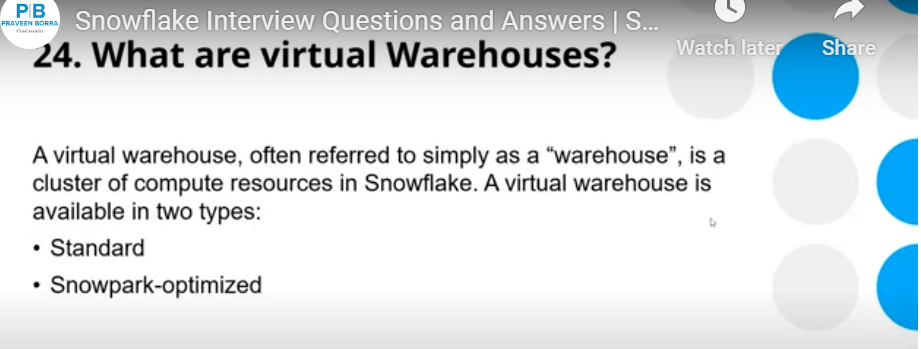 P|B
PRAVEEN BORRA
Snowflake Interview Questions and Answers | S...
Watch later
Share
24. What are virtual Warehouses?
A virtual warehouse, often referred to simply as a “warehouse”, is a
cluster of compute resources in Snowflake. A virtual warehouse is
available in two types:
• Standard
• Snowpark-optimized